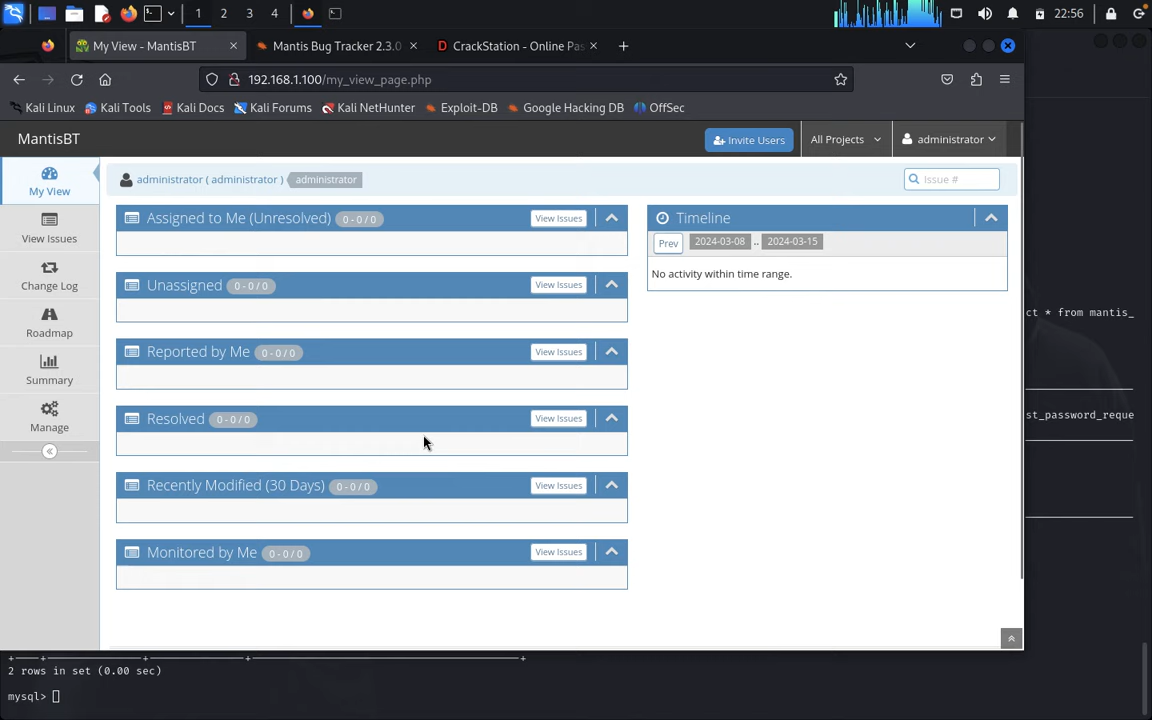 1 2 3 4 22:56
My View - MantisBT Mantis Bug Tracker 2.3.0 CrackStation - Online Pas
192.168.1.100/my_view_page.php
Kali Linux Kali Tools Kali Docs Kali Forums Kali NetHunter Exploit-DB Google Hacking DB OffSec
MantisBT Invite Users All Projects administrator
My View
administrator ( administrator ) administrator Issue #
Assigned to Me (Unresolved) 0 - 0 / 0 View Issues
Timeline
View Issues
Prev 2024-03-08 .. 2024-03-15
No activity within time range.
Change Log
Unassigned 0 - 0 / 0 View Issues
Roadmap
ct * from mantis_
Reported by Me 0 - 0 / 0 View Issues
Summary
Resolved 0 - 0 / 0 View Issues
st_password_reque
Manage
Recently Modified (30 Days) 0 - 0 / 0 View Issues
Monitored by Me 0 - 0 / 0 View Issues
+----+--------------------+--------------------+--------------------------------------------------+
2 rows in set (0.00 sec)
mysql>